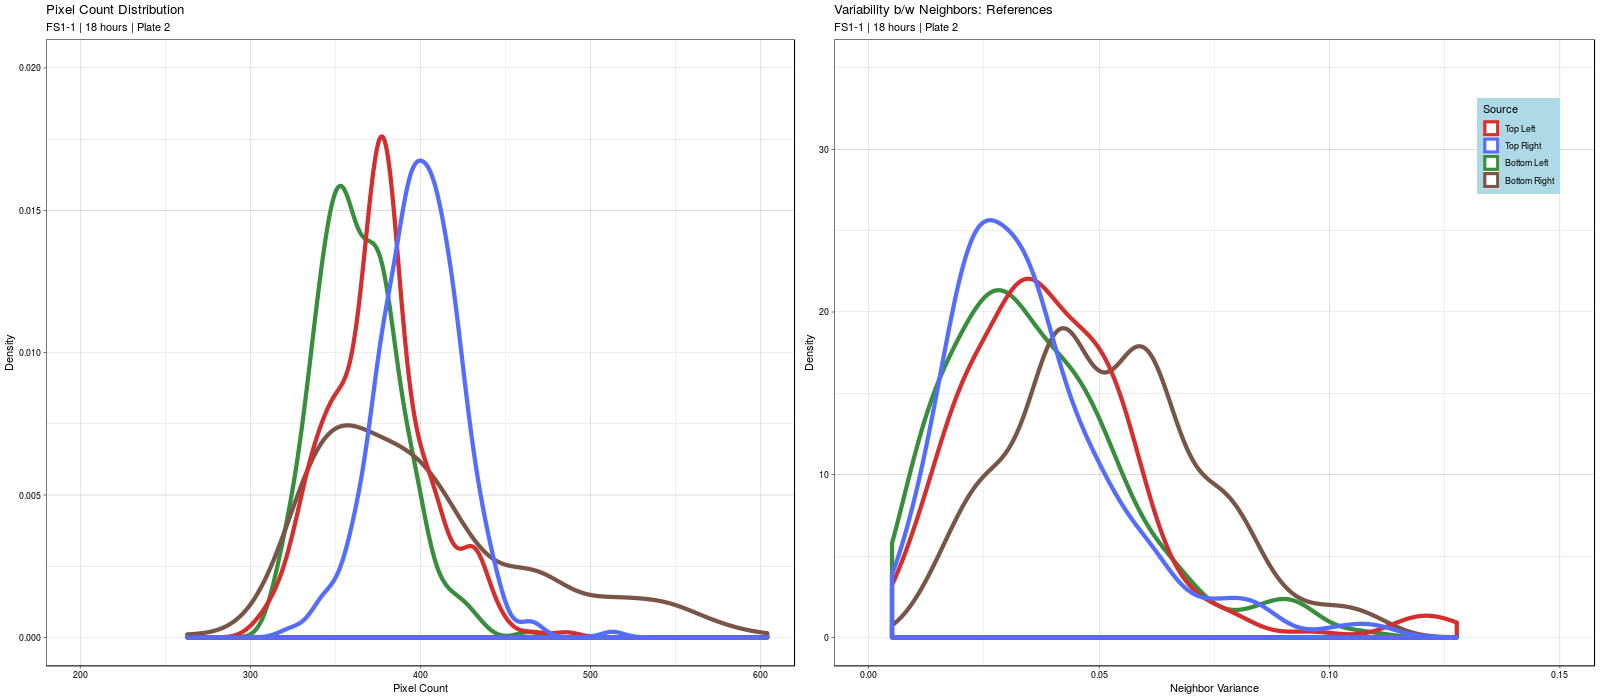 Pixel Count Distribution
FS1-1 | 18 hours | Plate 2
0.020
0.015
0.010
0.005
0.000
Density
200
300
400
500
600
Pixel Count
Variability b/w Neighbors: References
FS1-1 | 18 hours | Plate 2
30
20
10
0
Density
0.00
0.05
0.10
0.15
Neighbor Variance
Source
Top Left
Top Right
Bottom Left
Bottom Right